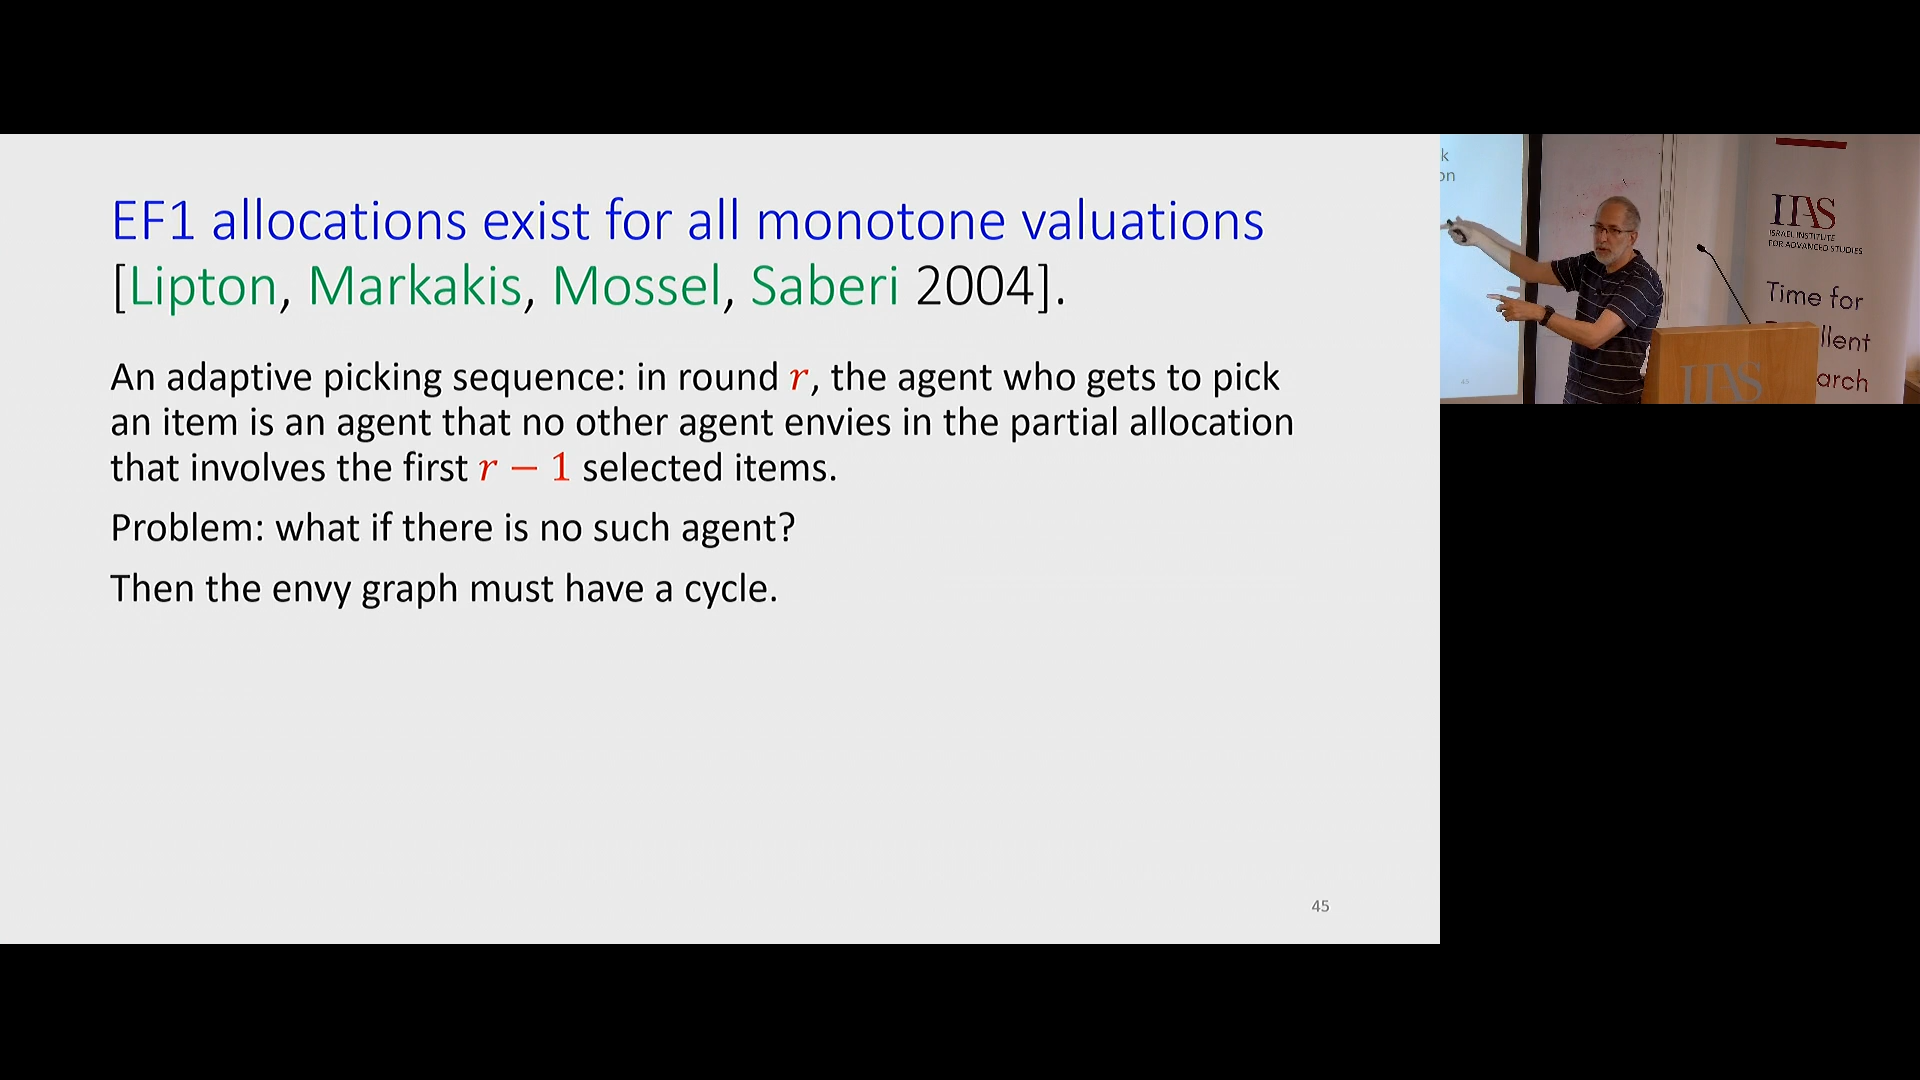 EF1 allocations exist for all monotone valuations
[Lipton, Markakis, Mossel, Saberi 2004].
An adaptive picking sequence: in round r, the agent who gets to pick
an item is an agent that no other agent envies in the partial allocation
that involves the first r − 1 selected items.
Problem: what if there is no such agent?
Then the envy graph must have a cycle.
45
k
on
45
IIAS
ISRAEL INSTITUTE
FOR ADVANCED STUDIES
Time for
llent
arch
IIAS